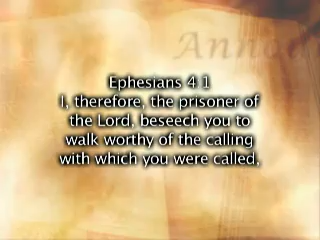 Anno
Ephesians 4:1
I, therefore, the prisoner of
the Lord, beseech you to
walk worthy of the calling
with which you were called,